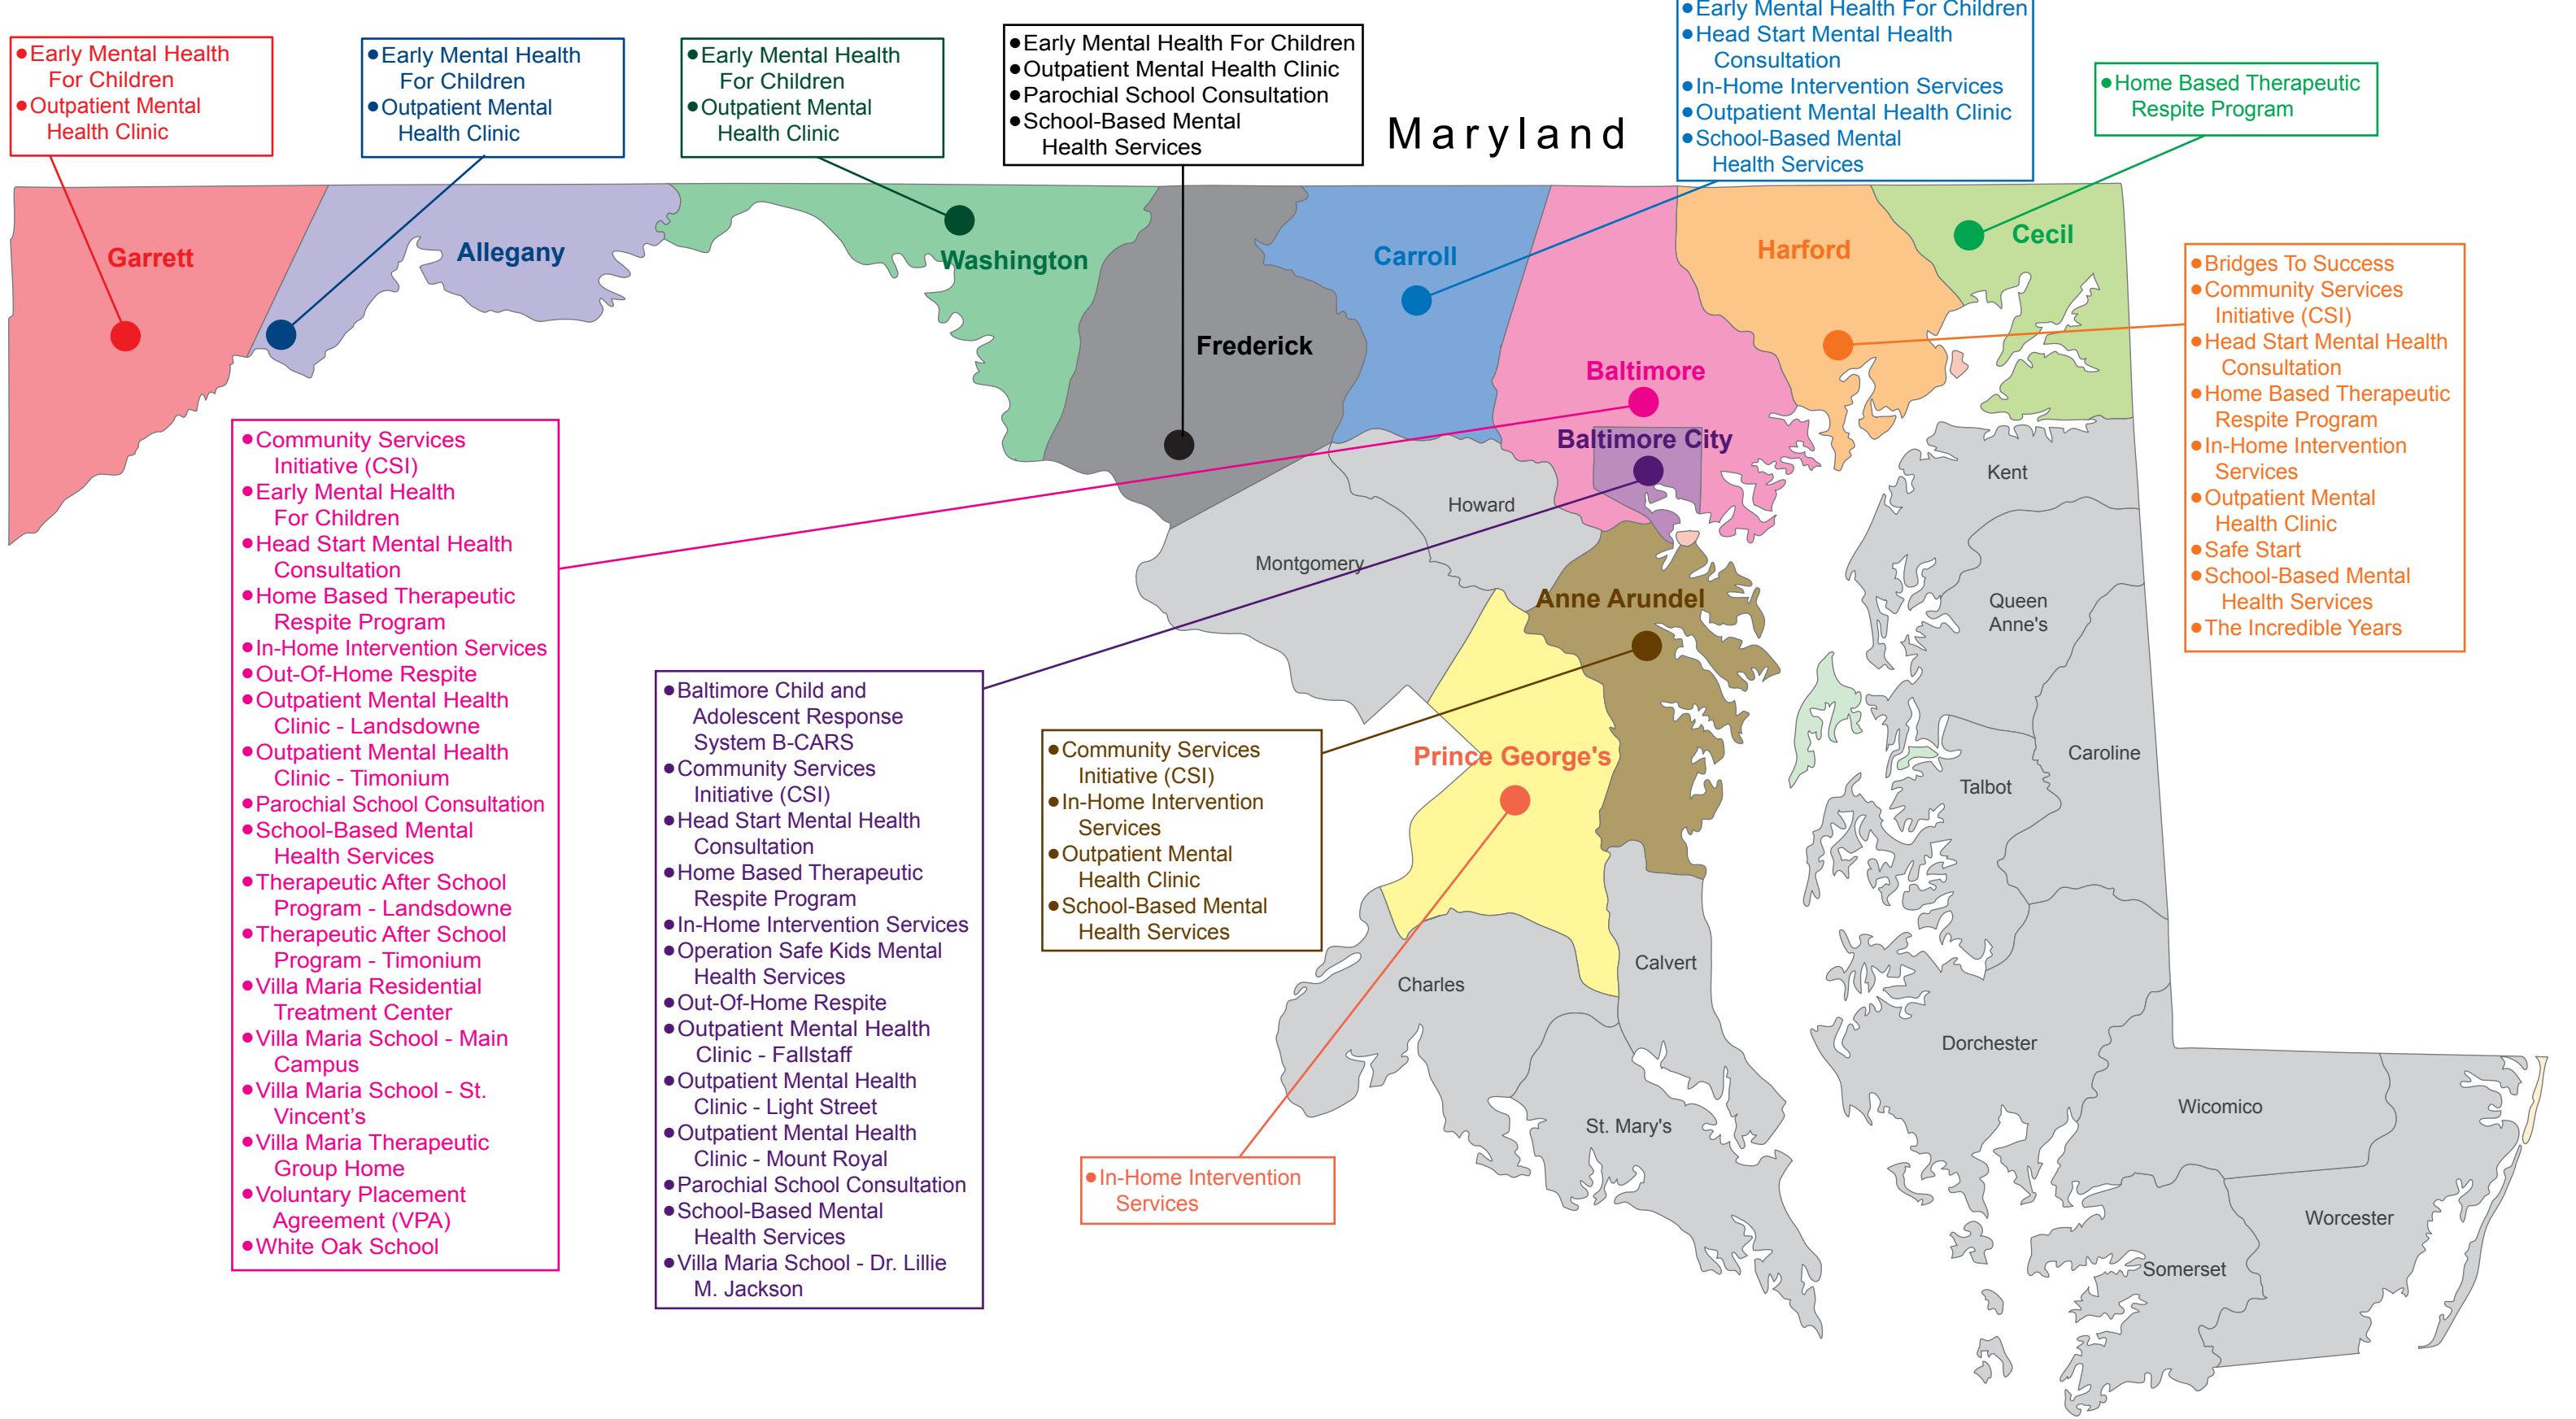 Maryland
● Early Mental Health
For Children
● Outpatient Mental
Health Clinic
● Early Mental Health
For Children
● Outpatient Mental
Health Clinic
● Early Mental Health
For Children
● Outpatient Mental
Health Clinic
● Early Mental Health For Children
● Outpatient Mental Health Clinic
● Parochial School Consultation
● School-Based Mental
Health Services
● Early Mental Health For Children
● Head Start Mental Health
Consultation
● In-Home Intervention Services
● Outpatient Mental Health Clinic
● School-Based Mental
Health Services
● Home Based Therapeutic
Respite Program
● Bridges To Success
● Community Services
Initiative (CSI)
● Head Start Mental Health
Consultation
● Home Based Therapeutic
Respite Program
● In-Home Intervention
Services
● Outpatient Mental
Health Clinic
● Safe Start
● School-Based Mental
Health Services
● The Incredible Years
Garrett
Allegany
Washington
Frederick
Carroll
Baltimore
Baltimore City
Harford
Cecil
Howard
Montgomery
Anne Arundel
Prince George's
Kent
Queen
Anne's
Caroline
Talbot
Charles
Calvert
St. Mary's
Dorchester
Wicomico
Worcester
Somerset
● Community Services
Initiative (CSI)
● Early Mental Health
For Children
● Head Start Mental Health
Consultation
● Home Based Therapeutic
Respite Program
● In-Home Intervention Services
● Out-Of-Home Respite
● Outpatient Mental Health
Clinic - Landsdowne
● Outpatient Mental Health
Clinic - Timonium
● Parochial School Consultation
● School-Based Mental
Health Services
● Therapeutic After School
Program - Landsdowne
● Therapeutic After School
Program - Timonium
● Villa Maria Residential
Treatment Center
● Villa Maria School - Main
Campus
● Villa Maria School - St.
Vincent’s
● Villa Maria Therapeutic
Group Home
● Voluntary Placement
Agreement (VPA)
● White Oak School
● Baltimore Child and
Adolescent Response
System B-CARS
● Community Services
Initiative (CSI)
● Head Start Mental Health
Consultation
● Home Based Therapeutic
Respite Program
● In-Home Intervention Services
● Operation Safe Kids Mental
Health Services
● Out-Of-Home Respite
● Outpatient Mental Health
Clinic - Fallstaff
● Outpatient Mental Health
Clinic - Light Street
● Outpatient Mental Health
Clinic - Mount Royal
● Parochial School Consultation
● School-Based Mental
Health Services
● Villa Maria School - Dr. Lillie
M. Jackson
● Community Services
Initiative (CSI)
● In-Home Intervention
Services
● Outpatient Mental
Health Clinic
● School-Based Mental
Health Services
● In-Home Intervention
Services